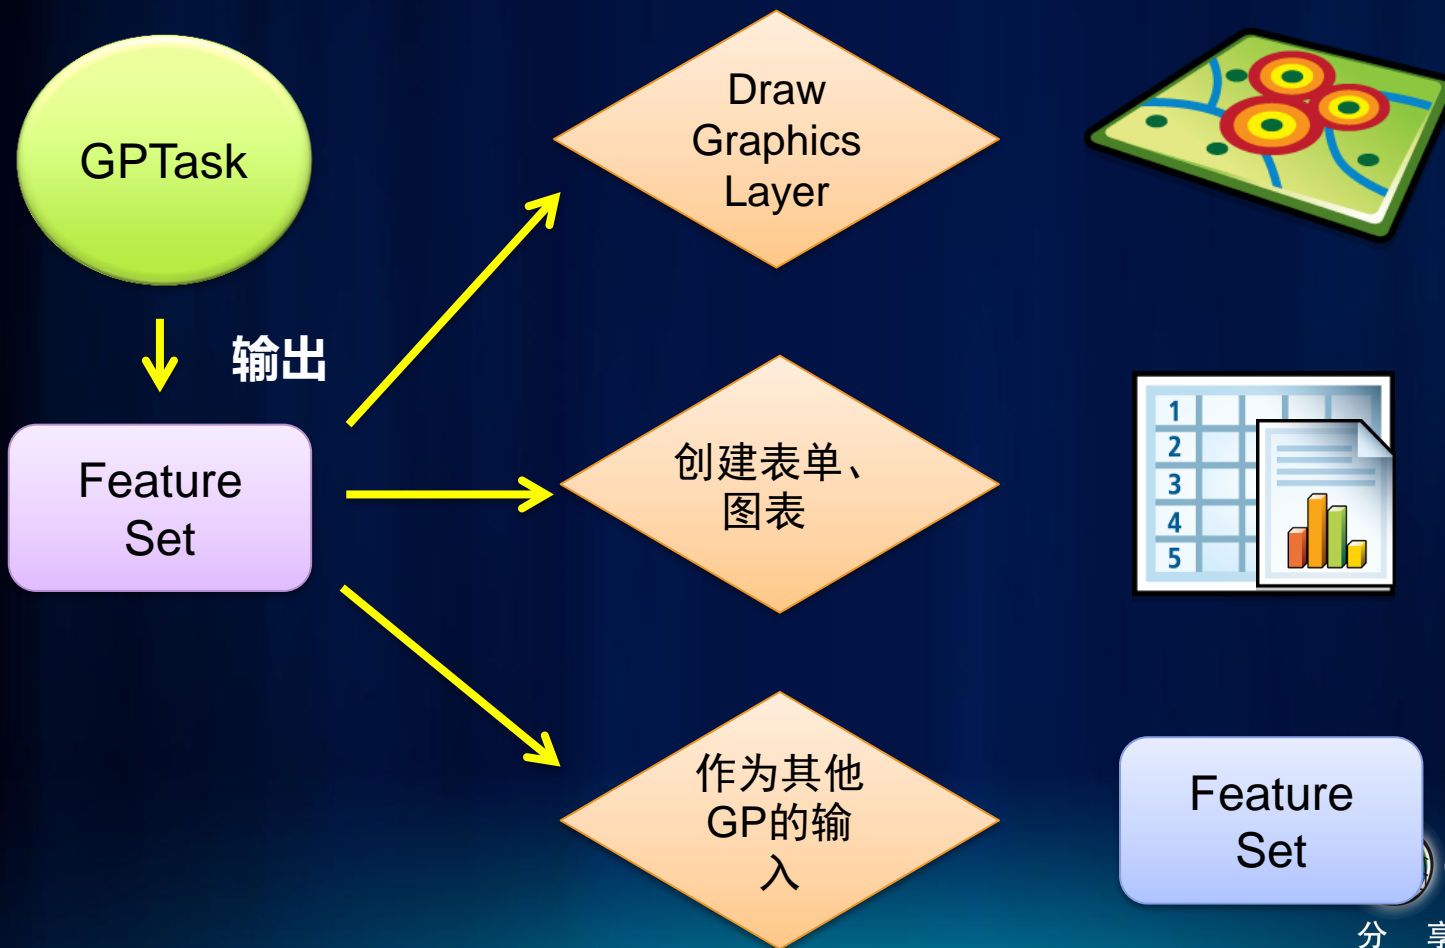 GPTask
输出
Feature
Set
Draw
Graphics
Layer
创建表单、
图表
作为其他
GP的输
入
1
2
3
4
5
Feature
Set
分 享